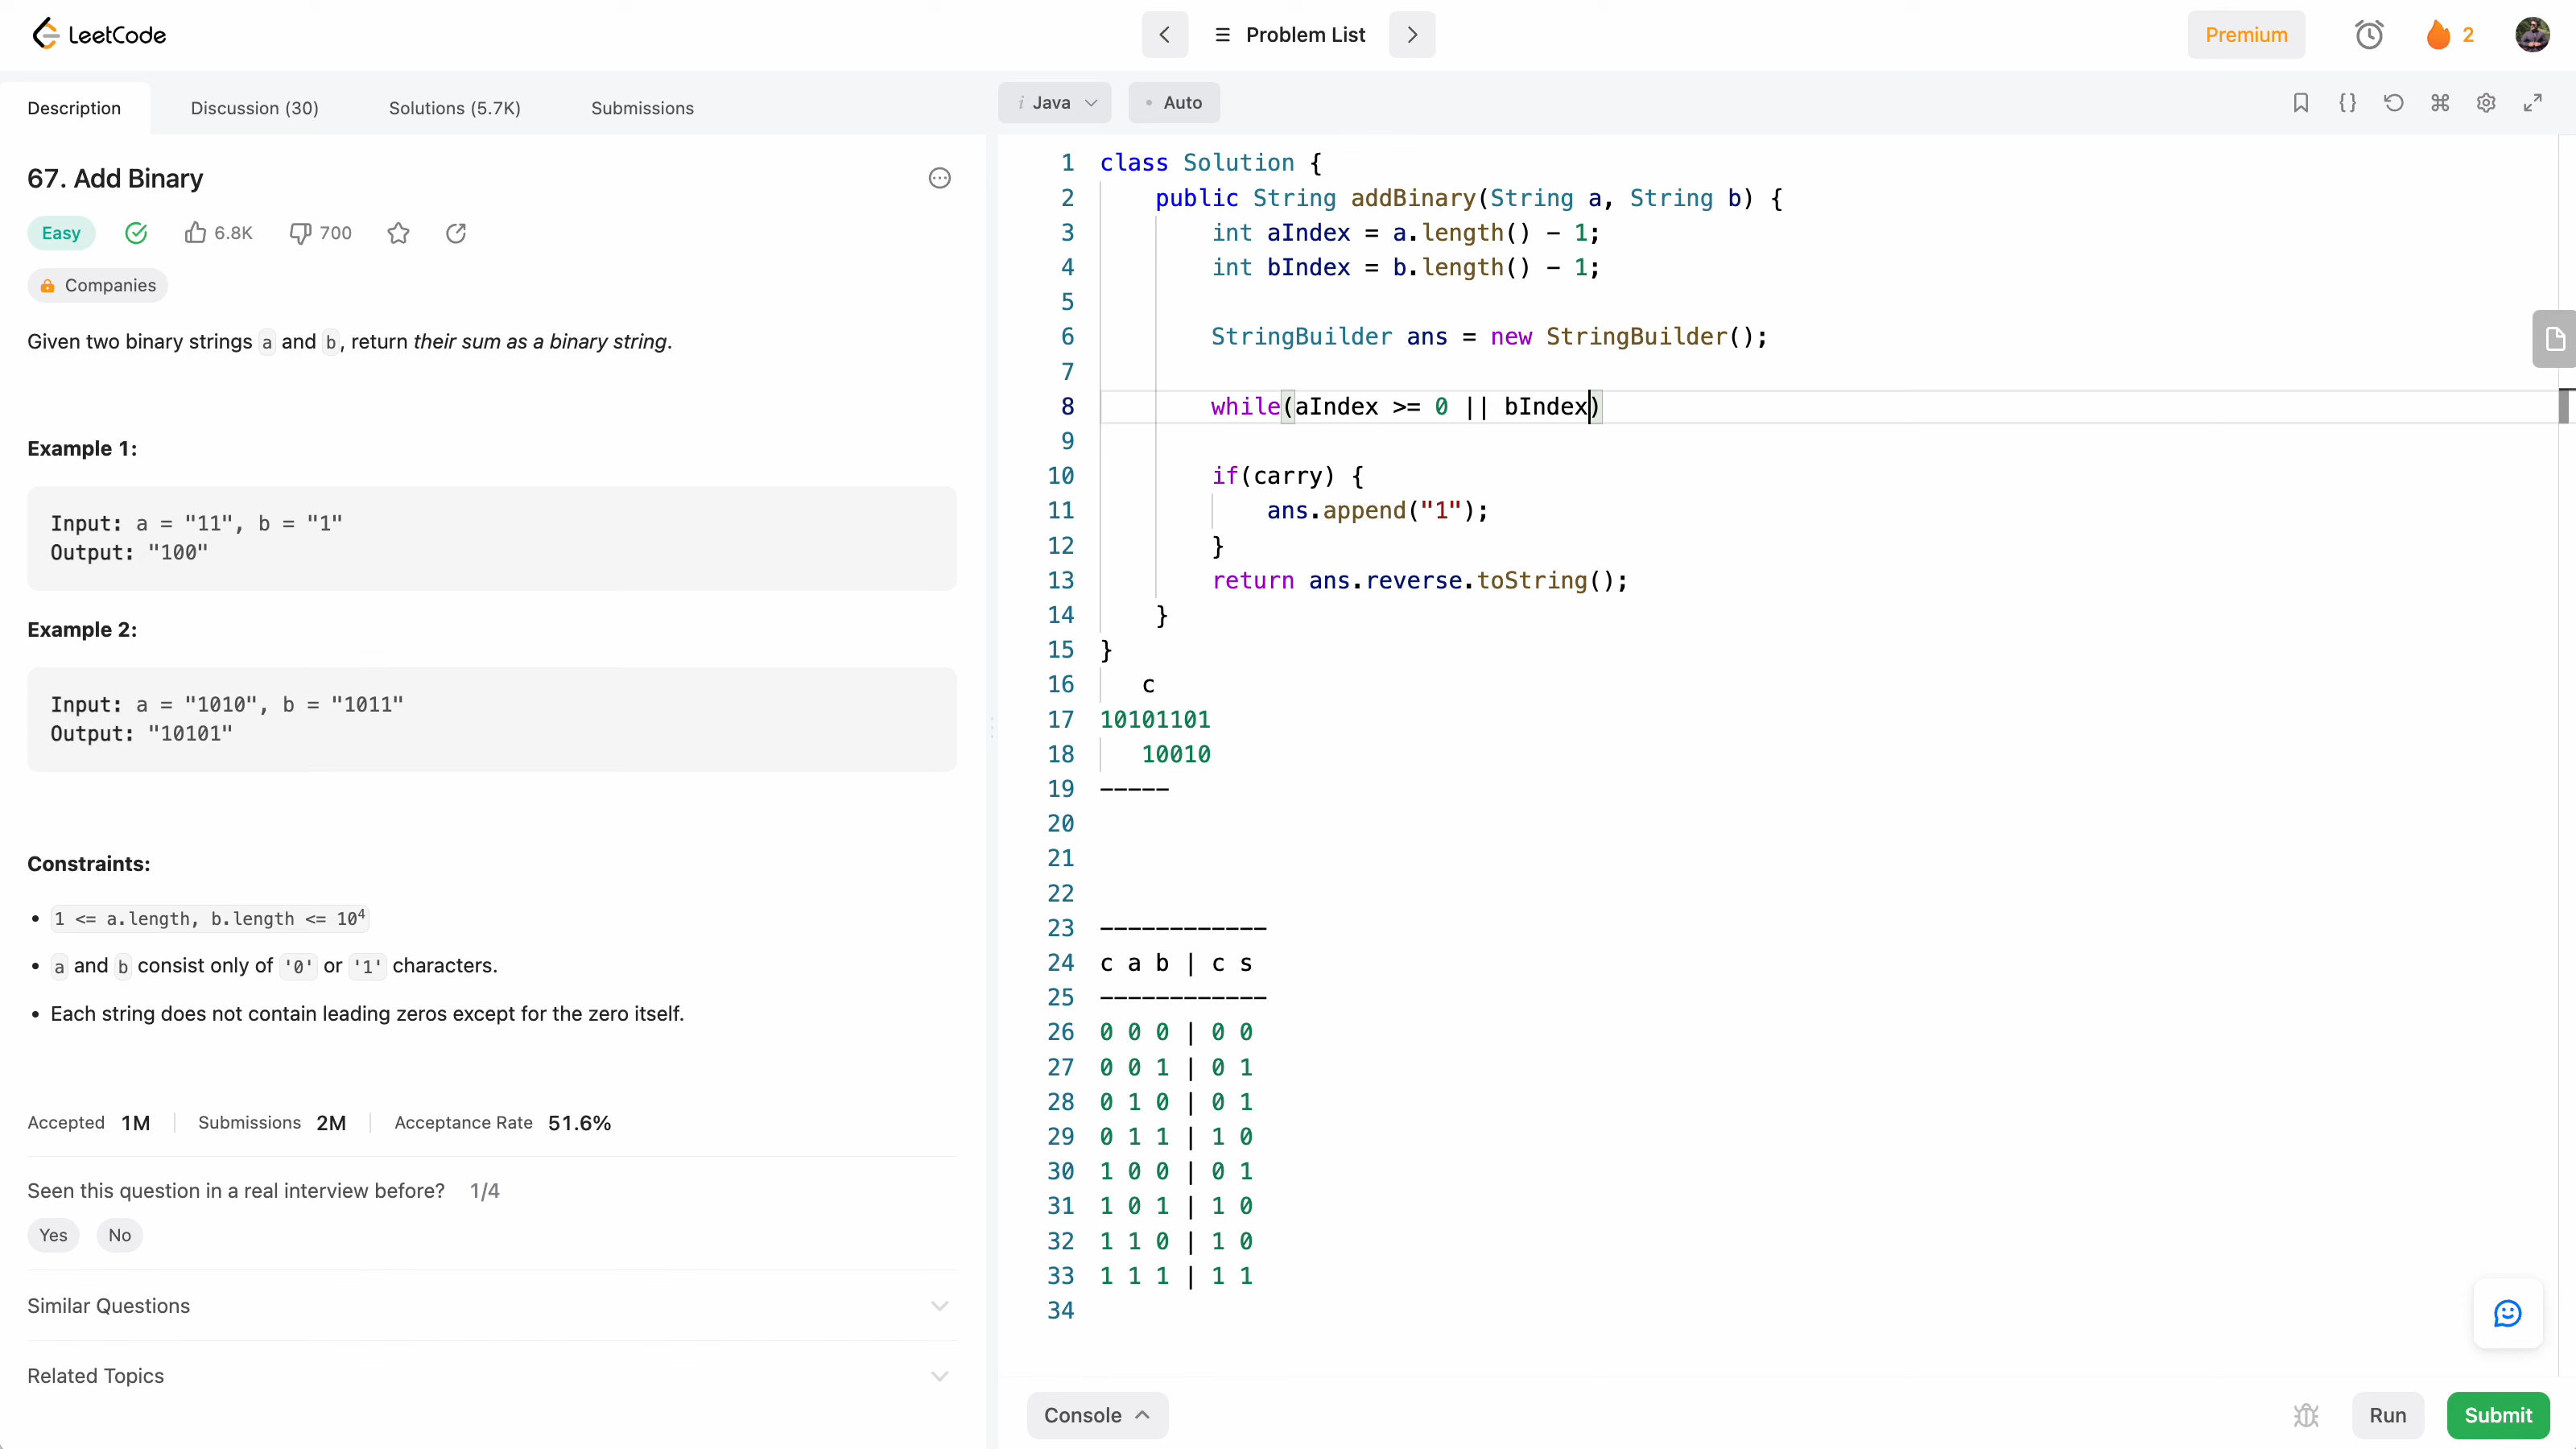 LeetCode
Problem List
Premium
2
Description
Discussion (30)
Solutions (5.7K)
Submissions
67. Add Binary
Easy
6.8K
700
Companies
Given two binary strings a and b, return their sum as a binary string.
Example 1:
Input: a = "11", b = "1"
Output: "100"
Example 2:
Input: a = "1010", b = "1011"
Output: "10101"
Constraints:
• 1 <= a.length, b.length <= 10⁴
• a and b consist only of '0' or '1' characters.
• Each string does not contain leading zeros except for the zero itself.
Accepted 1M | Submissions 2M | Acceptance Rate 51.6%
Seen this question in a real interview before? 1/4
Yes No
Similar Questions
Related Topics
i Java
• Auto
1 class Solution {
2 public String addBinary(String a, String b) {
3 int aIndex = a.length() - 1;
4 int bIndex = b.length() - 1;
5
6 StringBuilder ans = new StringBuilder();
7
8 while(aIndex >= 0 || bIndex)
9
10 if(carry) {
11 ans.append("1");
12 }
13 return ans.reverse.toString();
14 }
15 }
16 c
17 10101101
18 10010
19 -----
20
21
22
23 ------------
24 c a b | c s
25 ------------
26 0 0 0 | 0 0
27 0 0 1 | 0 1
28 0 1 0 | 0 1
29 0 1 1 | 1 0
30 1 0 0 | 0 1
31 1 0 1 | 1 0
32 1 1 0 | 1 0
33 1 1 1 | 1 1
34
Console
Run
Submit